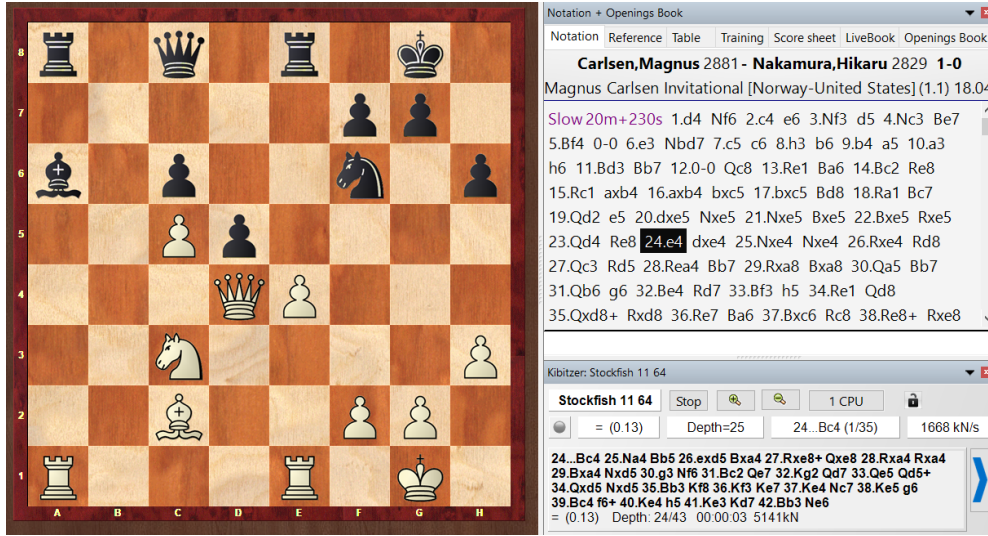 Notation + Openings Book
Notation Reference Table Training Score sheet LiveBook Openings Book
Carlsen,Magnus 2881 - Nakamura,Hikaru 2829 1-0
Magnus Carlsen Invitational [Norway-United States] (1.1) 18.04
Slow 20m+230s 1.d4 Nf6 2.c4 e6 3.Nf3 d5 4.Nc3 Be7
5.Bf4 0-0 6.e3 Nbd7 7.c5 c6 8.h3 b6 9.b4 a5 10.a3
h6 11.Bd3 Bb7 12.0-0 Qc8 13.Re1 Ba6 14.Bc2 Re8
15.Rc1 axb4 16.axb4 bxc5 17.bxc5 Bd8 18.Ra1 Bc7
19.Qd2 e5 20.dxe5 Nxe5 21.Nxe5 Bxe5 22.Bxe5 Rxe5
23.Qd4 Re8 24.e4 dxe4 25.Nxe4 Nxe4 26.Rxe4 Rd8
27.Qc3 Rd5 28.Rea4 Bb7 29.Rxa8 Bxa8 30.Qa5 Bb7
31.Qb6 g6 32.Be4 Rd7 33.Bf3 h5 34.Re1 Qd8
35.Qxd8+ Rxd8 36.Re7 Ba6 37.Bxc6 Rc8 38.Re8+ Rxe8
Kibitzer: Stockfish 11 64
Stockfish 11 64 Stop 1 CPU
= (0.13) Depth=25 24...Bc4 (1/35) 1668 kN/s
24...Bc4 25.Na4 Bb5 26.exd5 Bxa4 27.Rxe8+ Qxe8 28.Rxa4 Rxa4
29.Bxa4 Nxd5 30.g3 Nf6 31.Bc2 Qe7 32.Kg2 Qd7 33.Qe5 Qd5+
34.Qxd5 Nxd5 35.Bb3 Kf8 36.Kf3 Ke7 37.Ke4 Nc7 38.Ke5 g6
39.Bc4 f6+ 40.Ke4 h5 41.Ke3 Kd7 42.Bb3 Ne6
= (0.13) Depth: 24/43 00:00:03 5141kN
8
7
6
5
4
3
2
1
A B C D E F G H